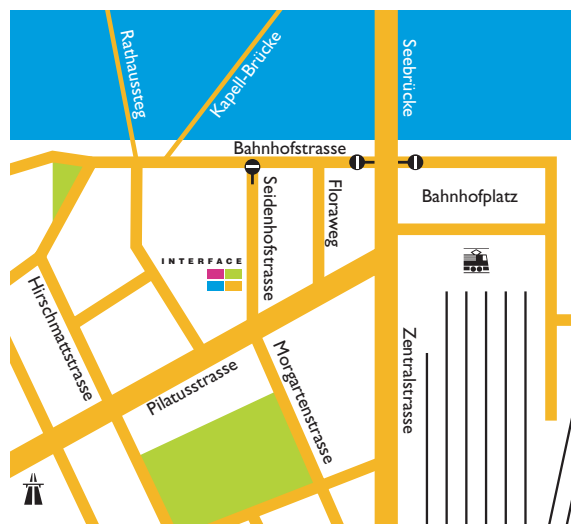 Rathaussteg
Kapell-Brücke
Seebrücke
Bahnhofstrasse
Seidenhofstrasse
Floraweg
Bahnhofplatz
INTERFACE
Hirschmattstrasse
Pilatusstrasse
Morgartenstrasse
Zentralstrasse